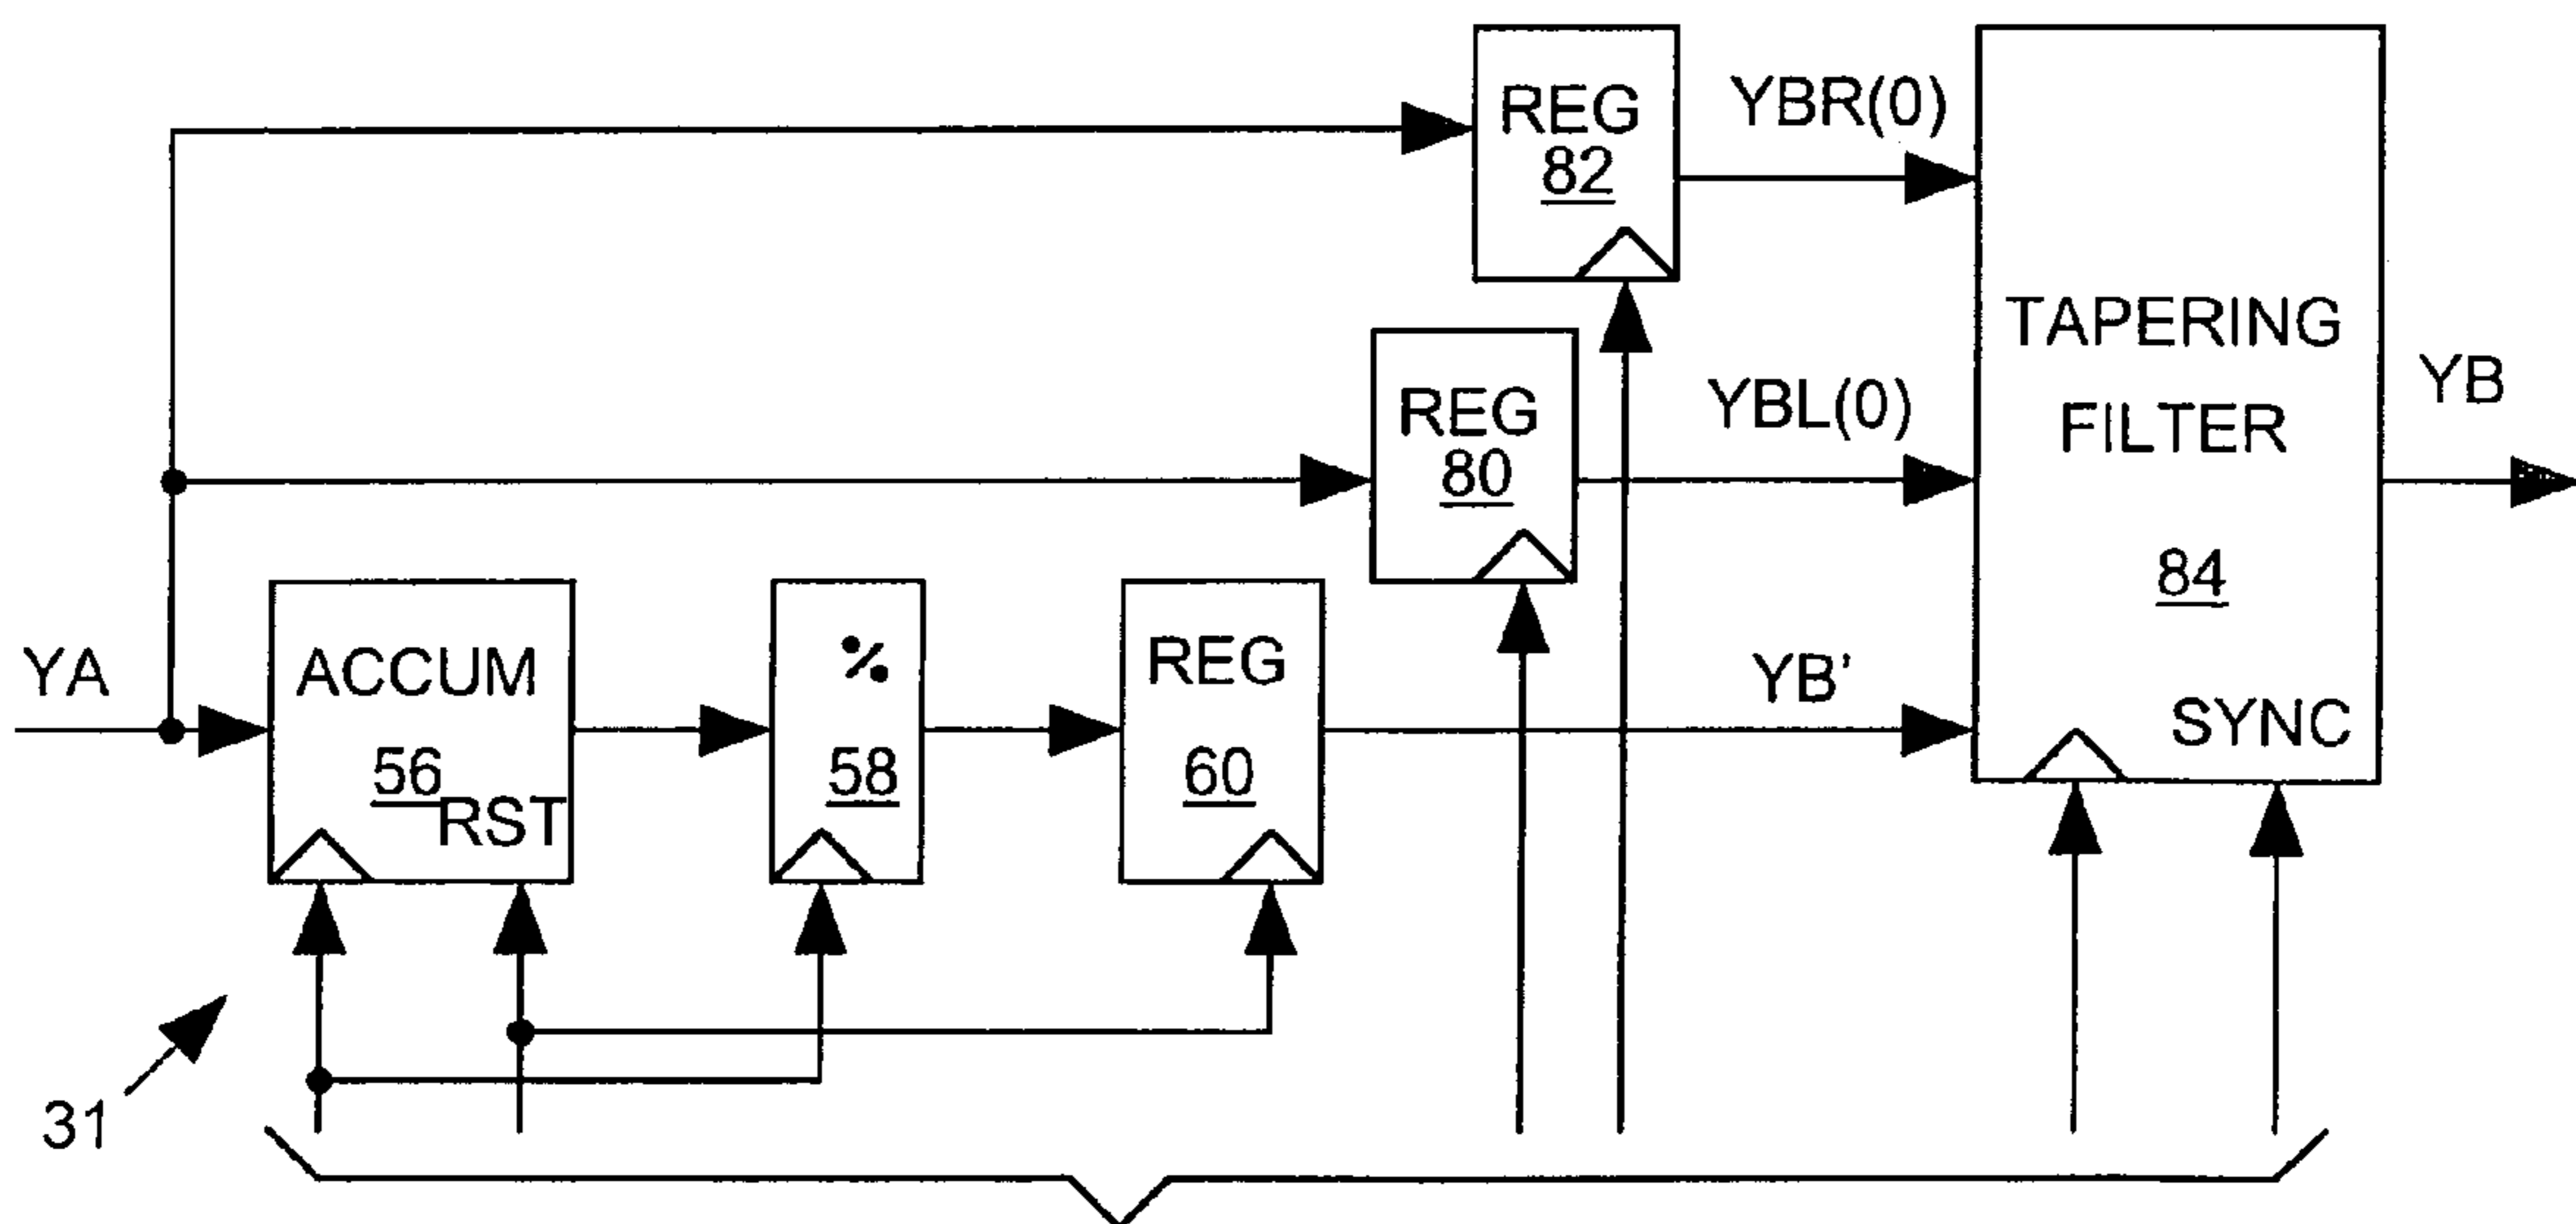 REG
82
YBR(0)
TAPERING
FILTER
84
SYNC
YB
REG
80
YBL(0)
YA
ACCUM
56
RST
%
58
REG
60
YB'
31